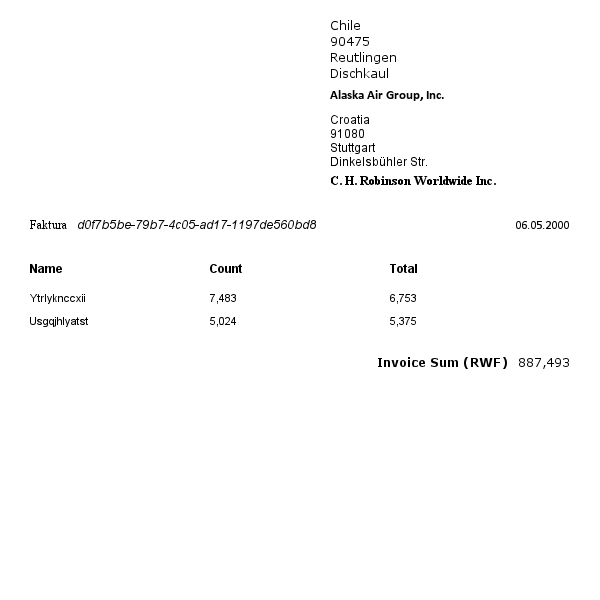 Chile
90475
Reutlingen
Dischkaul
Alaska Air Group, Inc.
Croatia
91080
Stuttgart
Dinkelsbühler Str.
C. H. Robinson Worldwide Inc.
Faktura d0f7b5be-79b7-4c05-ad17-1197de560bd8 06.05.2000
Name Count Total
Ytrlyknccxii 7,483 6,753
Usgqjhlyatst 5,024 5,375
Invoice Sum (RWF) 887,493